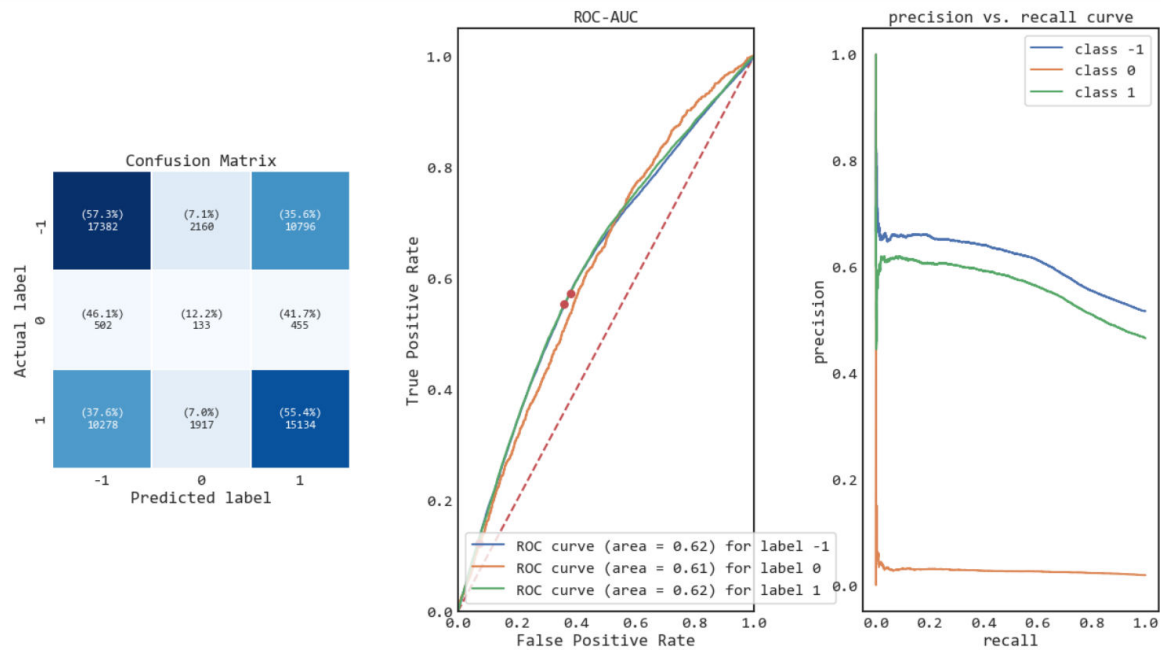 Confusion Matrix
Actual label
-1
0
1
(57.3%)
17382
(7.1%)
2160
(35.6%)
10796
(46.1%)
502
(12.2%)
133
(41.7%)
455
(37.6%)
10278
(7.0%)
1917
(55.4%)
15134
-1 0 1
Predicted label
ROC-AUC
True Positive Rate
1.0
0.8
0.6
0.4
0.2
0.0
ROC curve (area = 0.62) for label -1
ROC curve (area = 0.61) for label 0
ROC curve (area = 0.62) for label 1
0.0 0.2 0.4 0.6 0.8 1.0
False Positive Rate
precision vs. recall curve
class -1
class 0
class 1
precision
1.0
0.8
0.6
0.4
0.2
0.0
0.0 0.2 0.4 0.6 0.8 1.0
recall